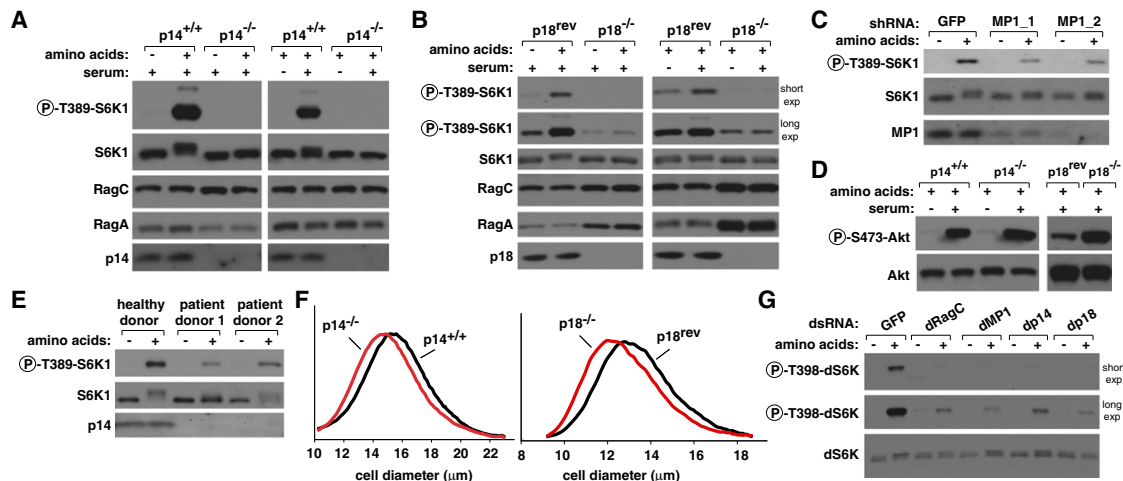 A
p14+/+ p14-/- p14+/+ p14-/-
amino acids: - + - + + + + +
serum: + + + + - + - +
P-T389-S6K1
S6K1
RagC
RagA
p14
B
p18rev p18-/- p18rev p18-/-
amino acids: - + - + + + + +
serum: + + + + - + - +
P-T389-S6K1 short exp
P-T389-S6K1 long exp
S6K1
RagC
RagA
p18
C
shRNA: GFP MP1_1 MP1_2
amino acids: - + - + - +
P-T389-S6K1
S6K1
MP1
D
p14+/+ p14-/- p18rev p18-/-
amino acids: + + + + + +
serum: - + - + + +
P-S473-Akt
Akt
E
healthy donor patient donor 1 patient donor 2
amino acids: - + - + - +
P-T389-S6K1
S6K1
p14
F
p14-/- p14+/+
10 12 14 16 18 20 22
cell diameter (μm)
p18-/- p18rev
8 10 12 14 16 18
cell diameter (μm)
G
dsRNA: GFP dRagC dMP1 dp14 dp18
amino acids: - + - + - + - + - +
P-T398-dS6K short exp
P-T398-dS6K long exp
dS6K